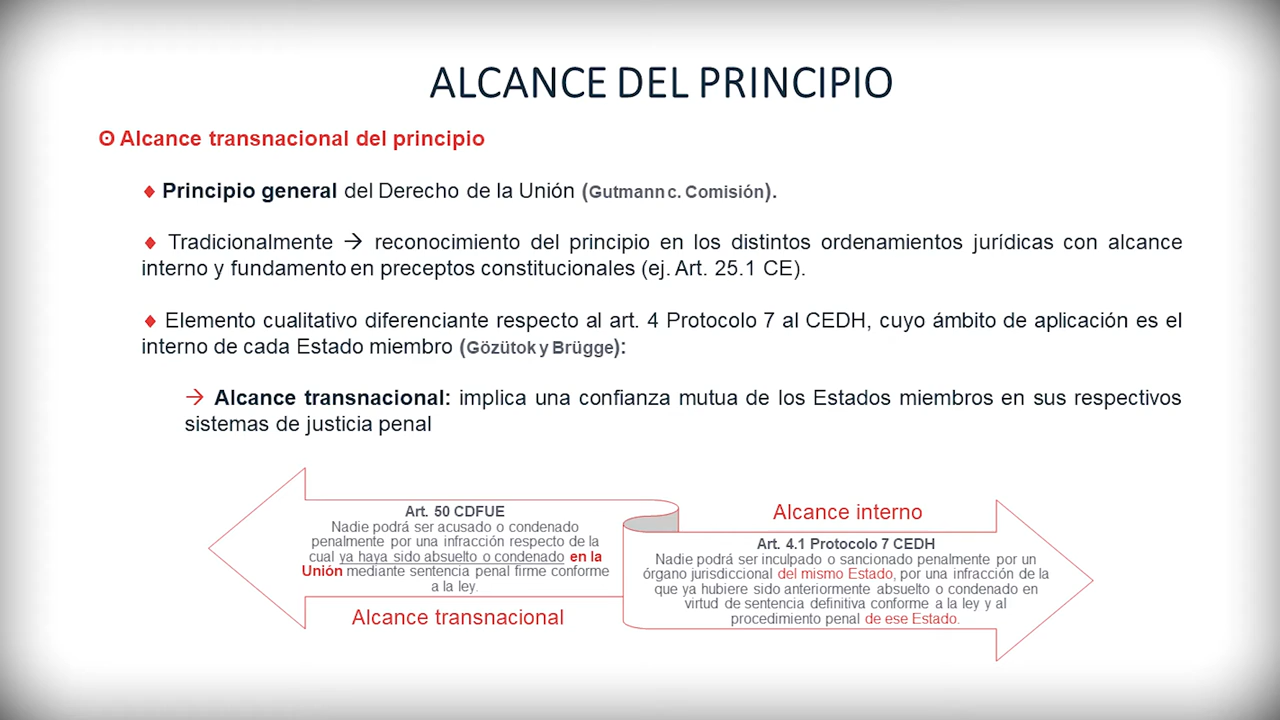 ALCANCE DEL PRINCIPIO
ʘ Alcance transnacional del principio
♦ Principio general del Derecho de la Unión (Gutmann c. Comisión).
♦ Tradicionalmente → reconocimiento del principio en los distintos ordenamientos jurídicas con alcance
interno y fundamento en preceptos constitucionales (ej. Art. 25.1 CE).
♦ Elemento cualitativo diferenciante respecto al art. 4 Protocolo 7 al CEDH, cuyo ámbito de aplicación es el
interno de cada Estado miembro (Gözütok y Brügge):
→ Alcance transnacional: implica una confianza mutua de los Estados miembros en sus respectivos
sistemas de justicia penal
Art. 50 CDFUE
Nadie podrá ser acusado o condenado
penalmente por una infracción respecto de la
cual ya haya sido absuelto o condenado en la
Unión mediante sentencia penal firme conforme
a la ley.
Alcance transnacional
Alcance interno
Art. 4.1 Protocolo 7 CEDH
Nadie podrá ser inculpado o sancionado penalmente por un
órgano jurisdiccional del mismo Estado, por una infracción de la
que ya hubiere sido anteriormente absuelto o condenado en
virtud de sentencia definitiva conforme a la ley y al
procedimiento penal de ese Estado.